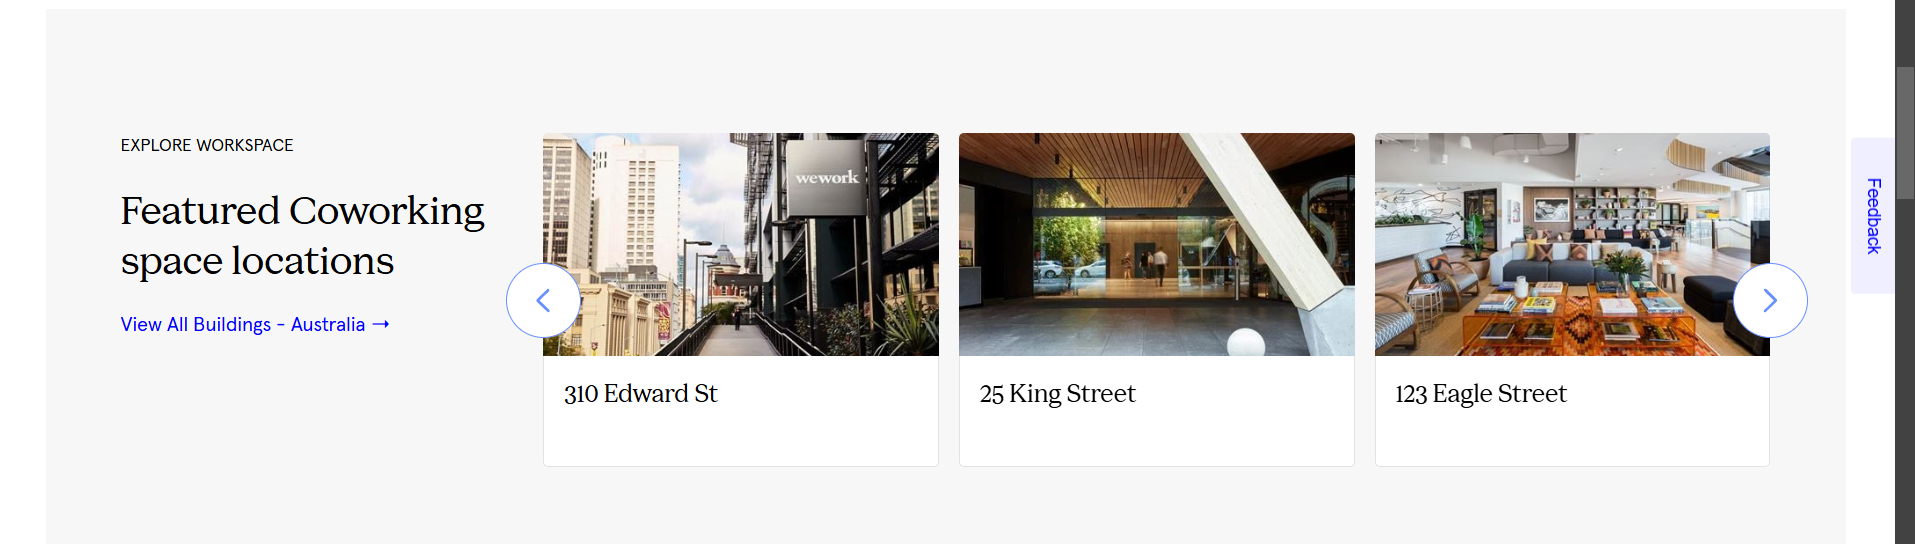 EXPLORE WORKSPACE
Featured Coworking
space locations
View All Buildings - Australia →
wework
310 Edward St
25 King Street
123 Eagle Street
Feedback